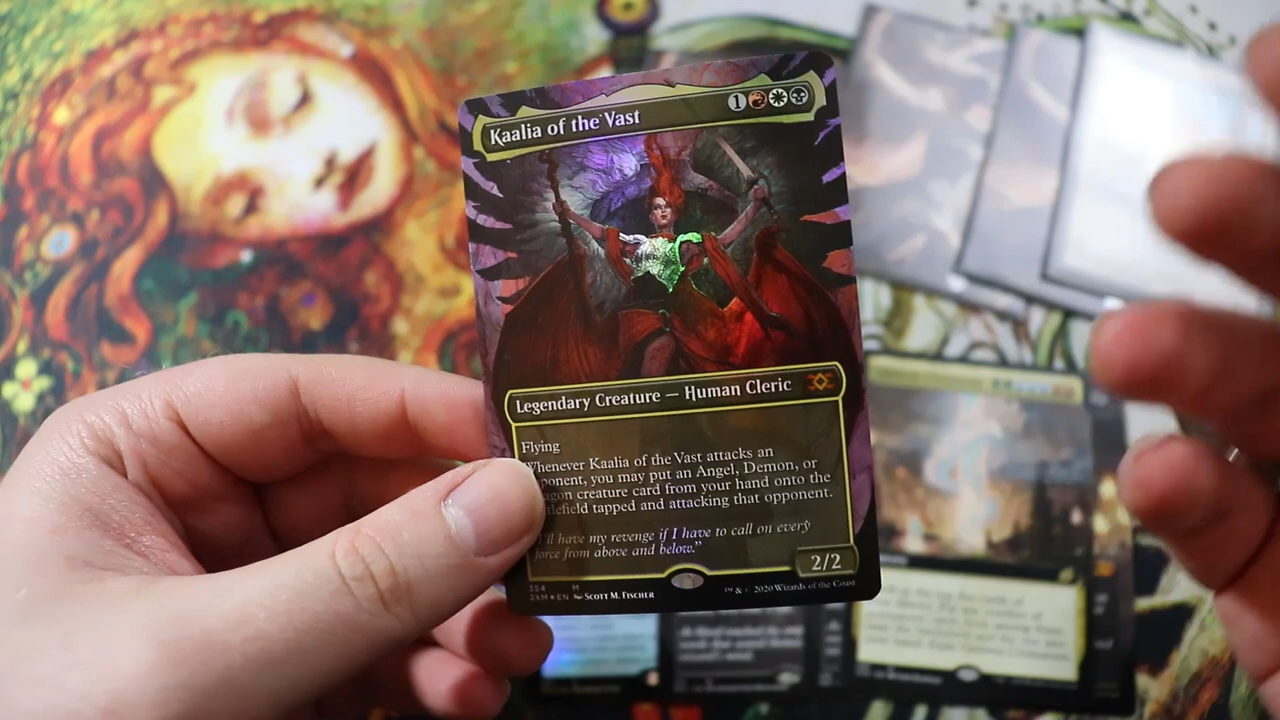 Kaalia of the Vast 1
Legendary Creature — Human Cleric
Flying
Whenever Kaalia of the Vast attacks an
ponent, you may put an Angel, Demon, or
agon creature card from your hand onto the
tlefield tapped and attacking that opponent.
"I'll have my revenge if I have to call on every
force from above and below."
2/2
354 M
2XM ★ EN Scott M. Fischer
™ & © 2020 Wizards of the Coast